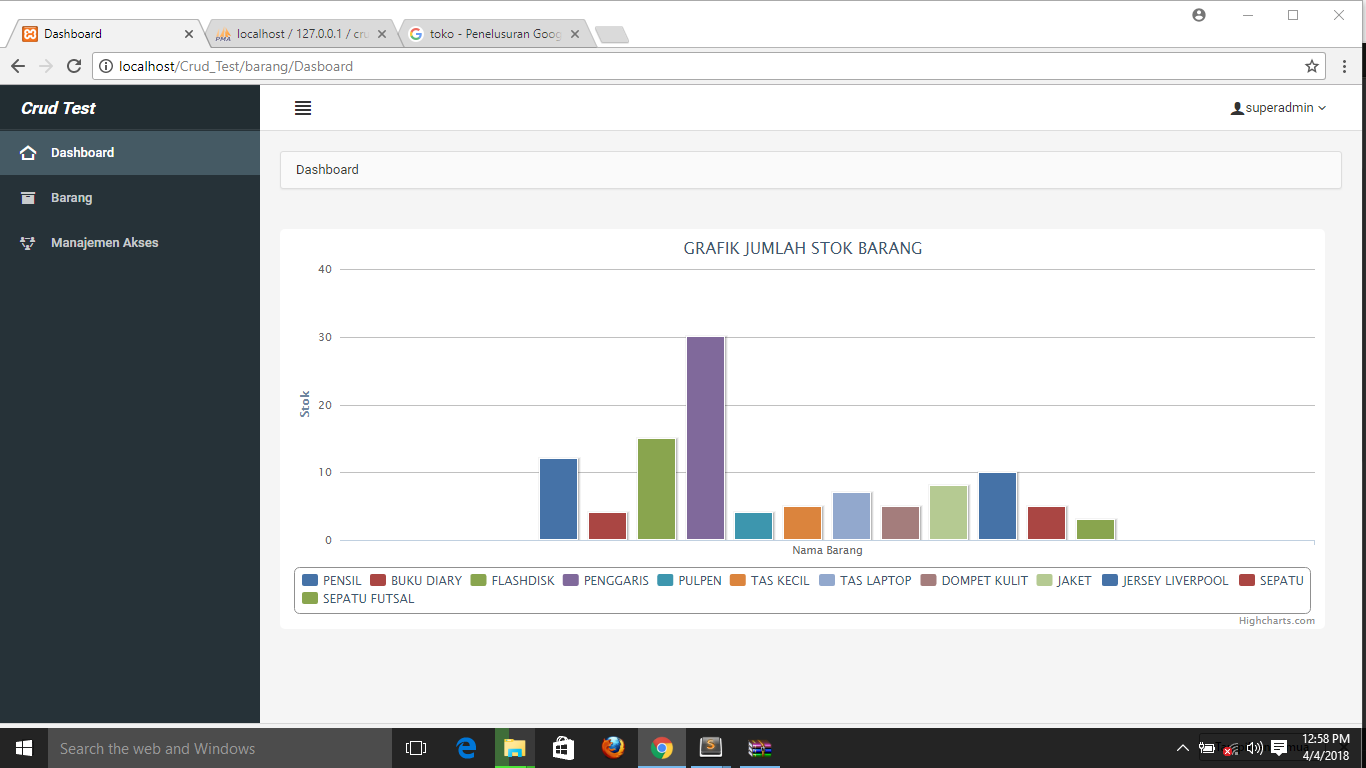 Dashboard
localhost / 127.0.0.1 / cru
toko - Penelusuran Goog
localhost/Crud_Test/barang/Dasboard
Crud Test
superadmin
Dashboard
Barang
Manajemen Akses
Dashboard
GRAFIK JUMLAH STOK BARANG
40
30
20
10
0
Stok
Nama Barang
PENSIL BUKU DIARY FLASHDISK PENGGARIS PULPEN TAS KECIL TAS LAPTOP DOMPET KULIT JAKET JERSEY LIVERPOOL SEPATU
SEPATU FUTSAL
Highcharts.com
Search the web and Windows
12:58 PM
4/4/2018